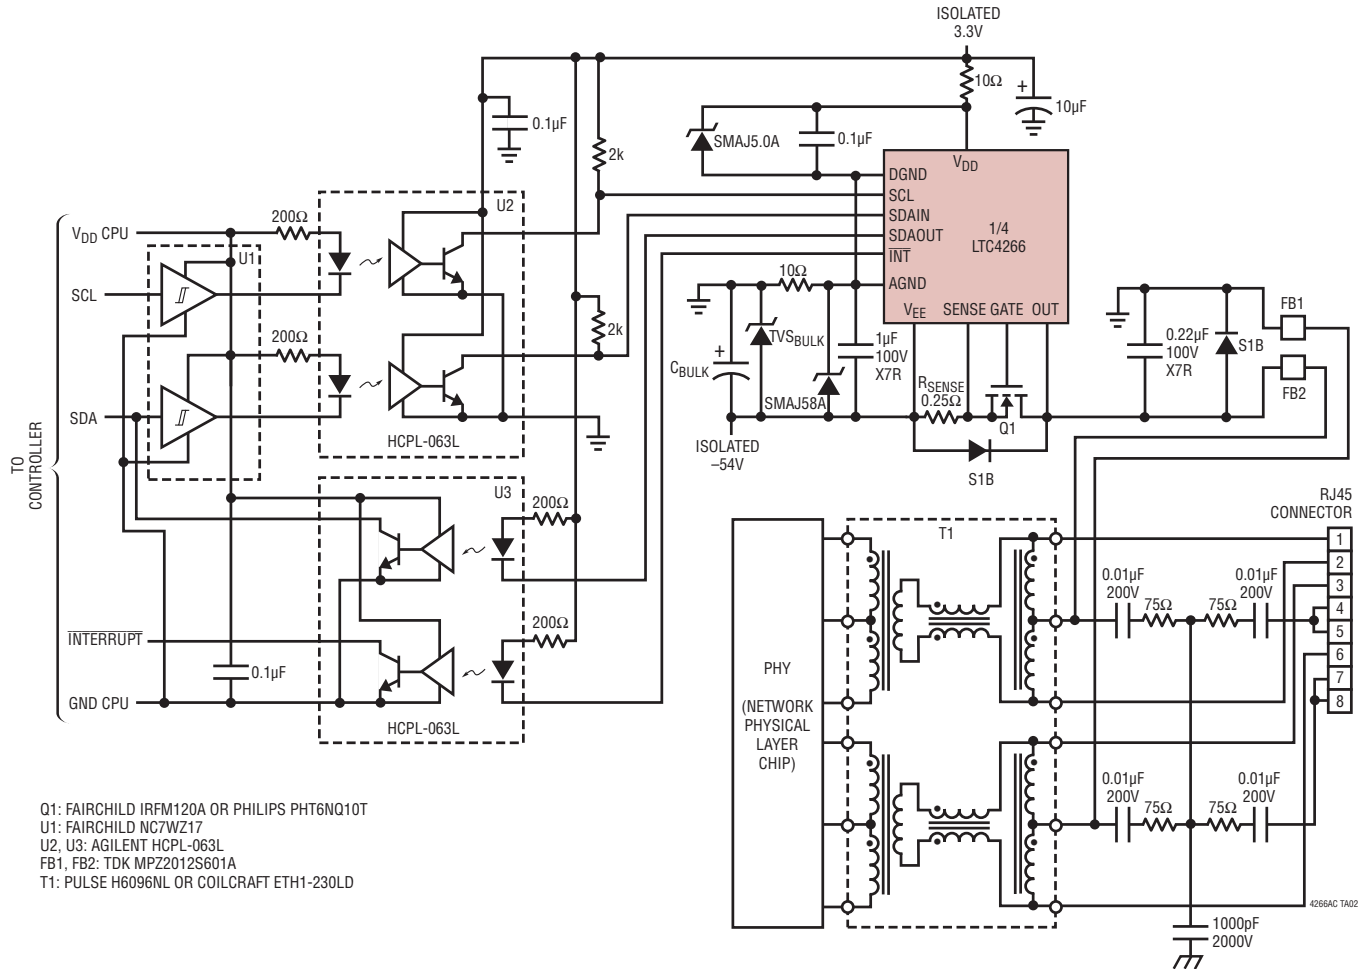 ISOLATED
3.3V
10Ω
+
10µF
0.1µF
SMAJ5.0A
0.1µF
2k
VDD
DGND
SCL
SDAIN
SDAOUT
INT
AGND
VEE SENSE GATE OUT
1/4
LTC4266
TO
CONTROLLER
VDD CPU
SCL
SDA
INTERRUPT
GND CPU
U1
200Ω
200Ω
U2
HCPL-063L
2k
U3
200Ω
200Ω
HCPL-063L
0.1µF
10Ω
+
CBULK
TVSBULK
SMAJ58A
1µF
100V
X7R
ISOLATED
–54V
RSENSE
0.25Ω
Q1
S1B
0.22µF
100V
X7R
S1B
FB1
FB2
RJ45
CONNECTOR
1
2
3
4
5
6
7
8
T1
PHY
(NETWORK
PHYSICAL
LAYER
CHIP)
0.01µF
200V
75Ω
75Ω
0.01µF
200V
0.01µF
200V
75Ω
75Ω
0.01µF
200V
1000pF
2000V
4266AC TA02
Q1: FAIRCHILD IRFM120A OR PHILIPS PHT6NQ10T
U1: FAIRCHILD NC7WZ17
U2, U3: AGILENT HCPL-063L
FB1, FB2: TDK MPZ2012S601A
T1: PULSE H6096NL OR COILCRAFT ETH1-230LD